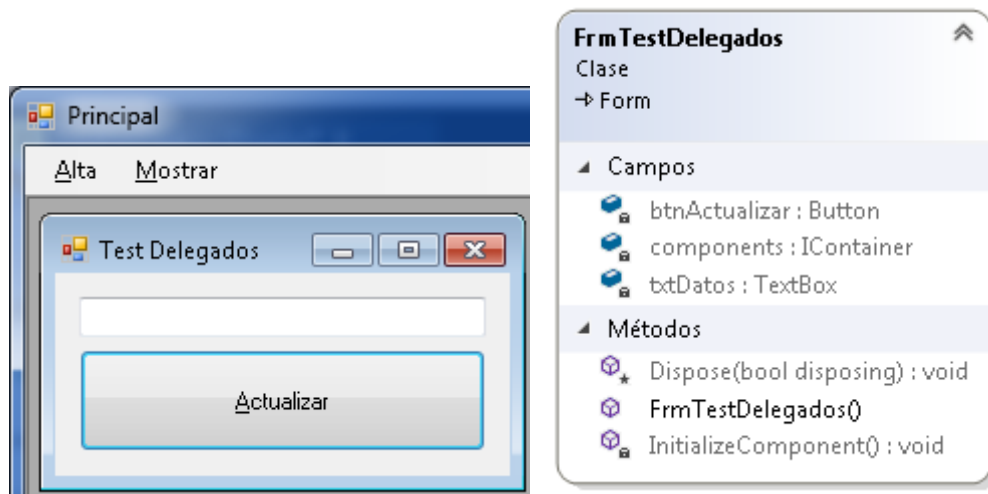 Principal
Alta Mostrar
Test Delegados
Actualizar
FrmTestDelegados
Clase
Form
Campos
btnActualizar : Button
components : IContainer
txtDatos : TextBox
Métodos
Dispose(bool disposing) : void
FrmTestDelegados()
InitializeComponent() : void